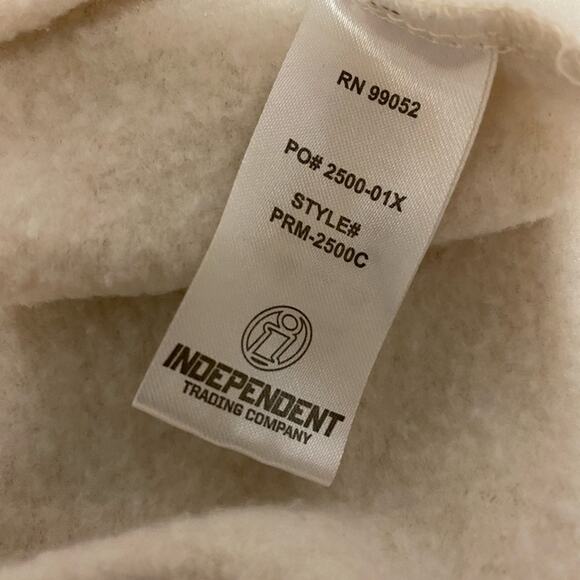 RN 99052
PO# 2500-01X
STYLE#
PRM-2500C
INDEPENDENT
TRADING COMPANY